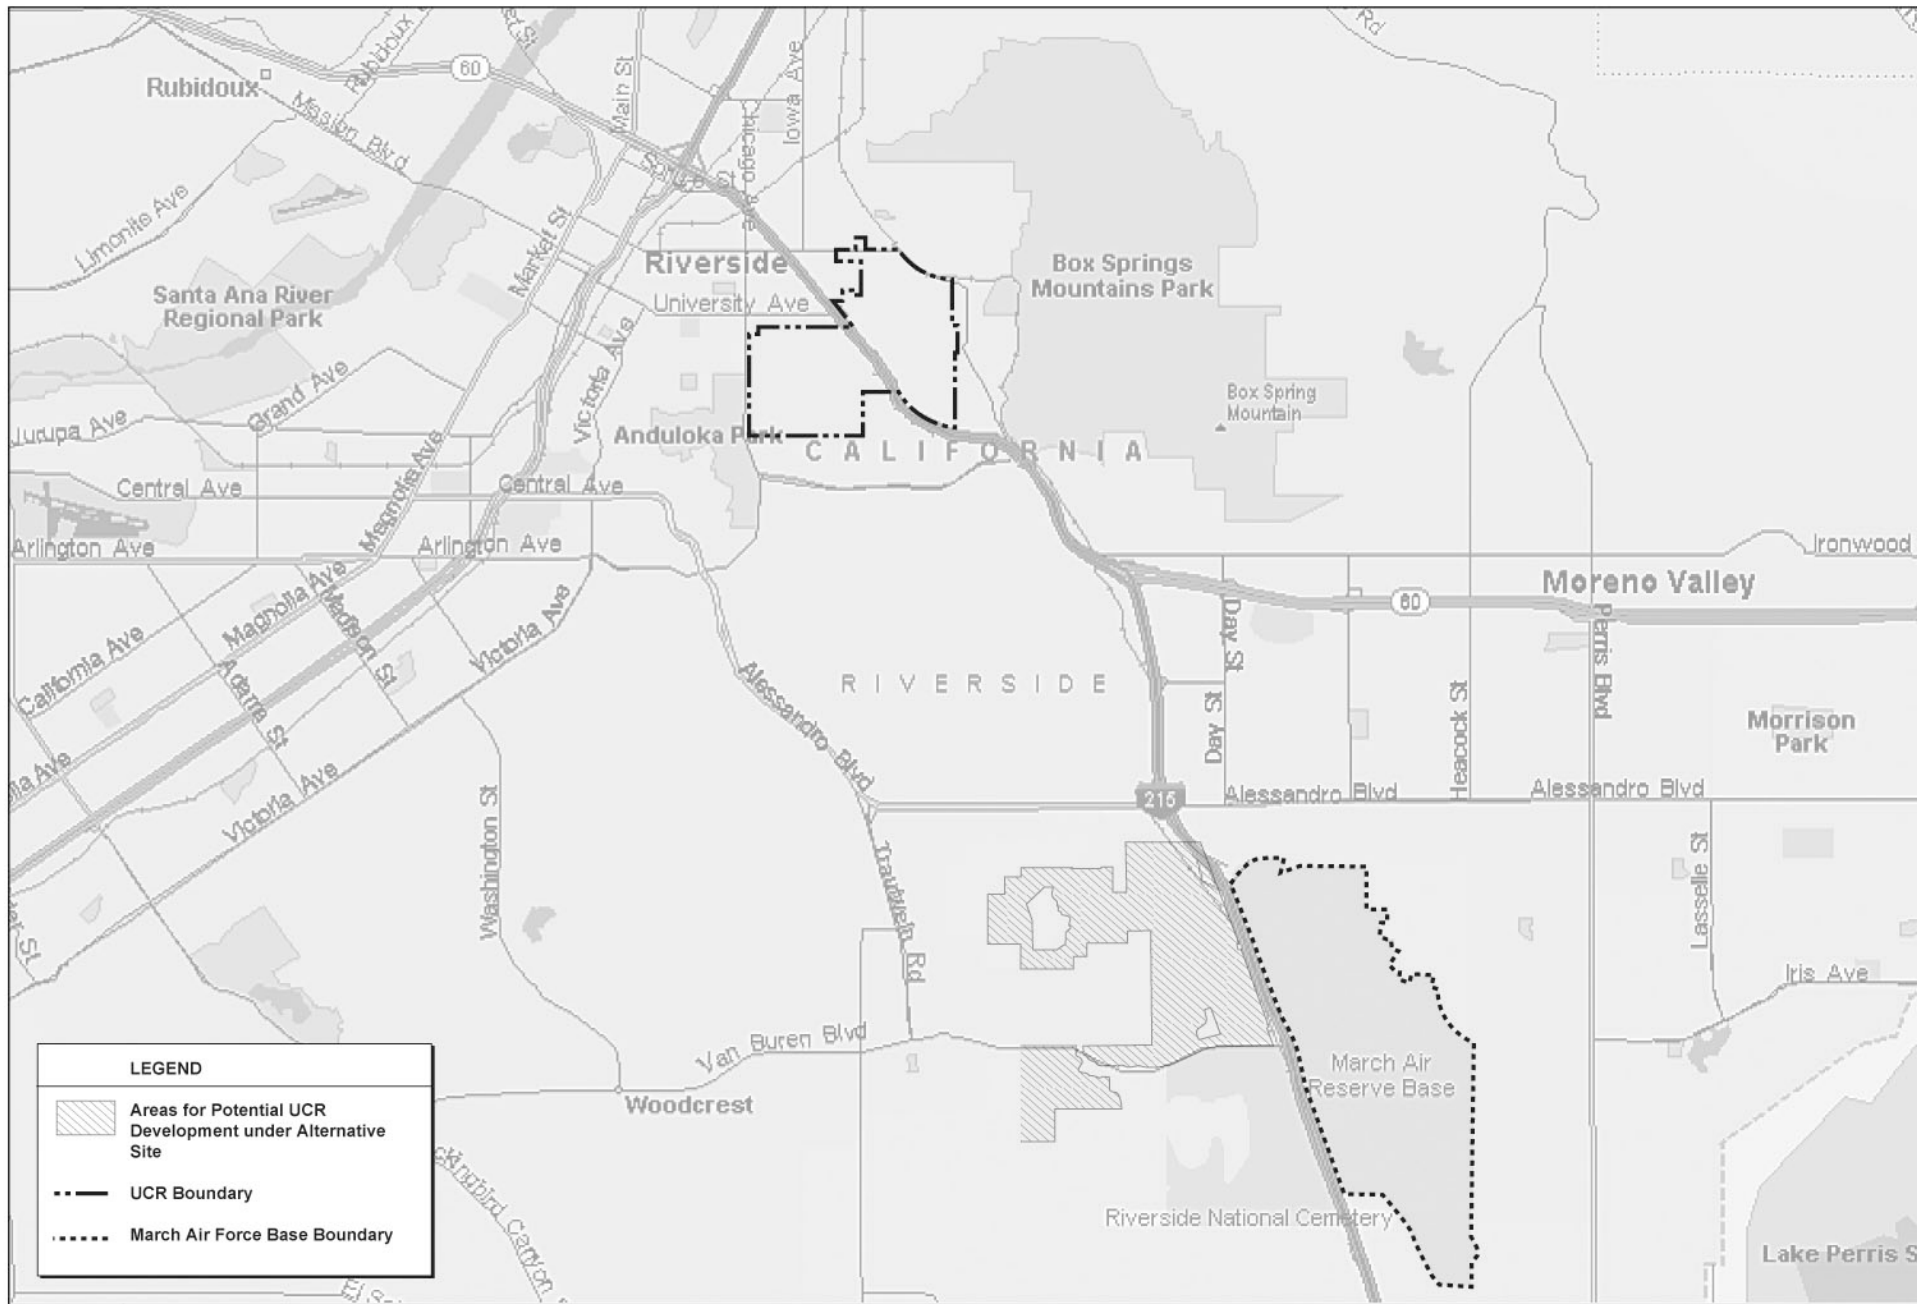 Rd
60
Main St
Iowa Ave
Rubidoux
Mission Blvd
Limonite Ave
Market St
Riverside
Box Springs
Mountains Park
Santa Ana River
Regional Park
University Ave
Victoria Ave
Grand Ave
Jurupa Ave
Box Spring
Mountain
Anduloka Park
CALIFORNIA
Magnolia Ave
Central Ave
Central Ave
Arlington Ave
Arlington Ave
Ironwood
Moreno Valley
60
Magnolia Ave
Madison St
Victoria Ave
California Ave
Adams St
Day St
Perris Blvd
RIVERSIDE
Alessandro Blvd
Day St
Heacock St
Morrison
Park
Victoria Ave
Washington St
215
Alessandro Blvd
Alessandro Blvd
Lasselle St
Iris Ave
Van Buren Blvd
March Air
Reserve Base
Woodcrest
Riverside National Cemetery
Lake Perris S
LEGEND
Areas for Potential UCR
Development under Alternative
Site
UCR Boundary
March Air Force Base Boundary